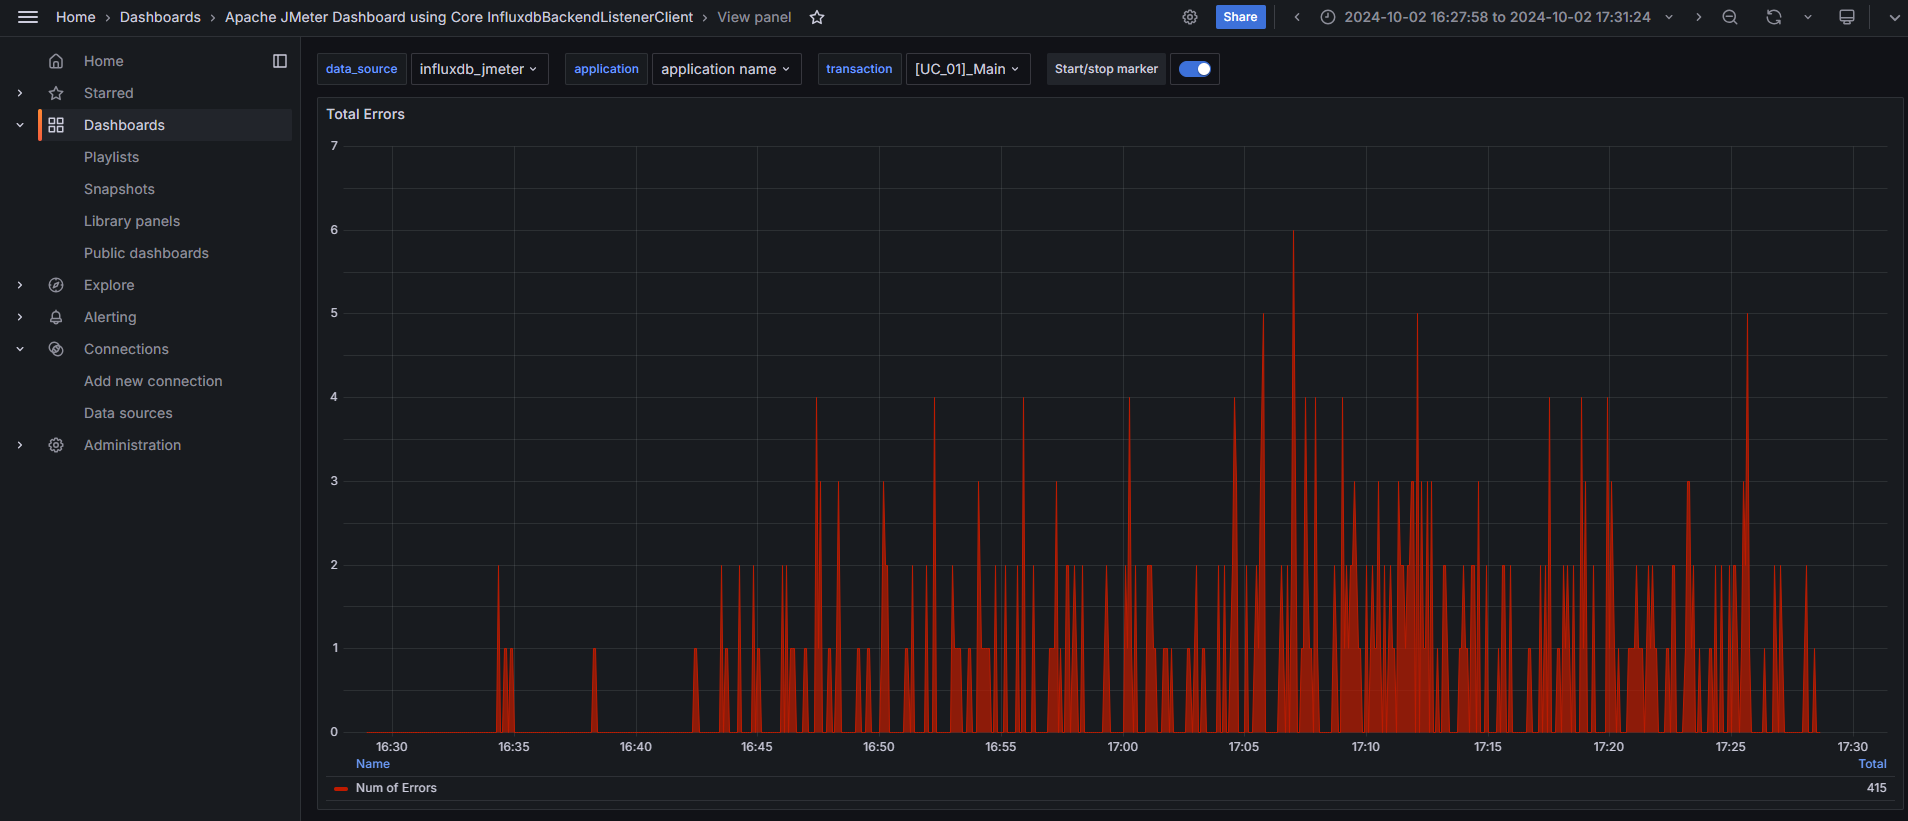 Home › Dashboards › Apache JMeter Dashboard using Core InfluxdbBackendListenerClient › View panel
Share
2024-10-02 16:27:58 to 2024-10-02 17:31:24
Home
Starred
Dashboards
Playlists
Snapshots
Library panels
Public dashboards
Explore
Alerting
Connections
Add new connection
Data sources
Administration
data_source influxdb_jmeter application application name transaction [UC_01]_Main Start/stop marker
Total Errors
7
6
5
4
3
2
1
0
16:30 16:35 16:40 16:45 16:50 16:55 17:00 17:05 17:10 17:15 17:20 17:25 17:30
Name Total
Num of Errors 415